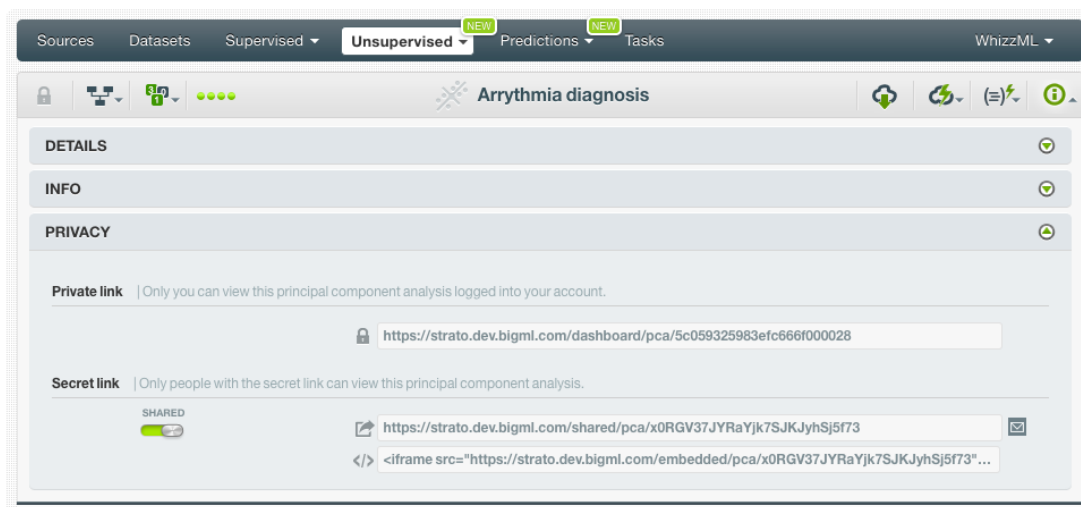 NEW NEW
Sources Datasets Supervised Unsupervised Predictions Tasks WhizzML
Arrythmia diagnosis
DETAILS
INFO
PRIVACY
Private link | Only you can view this principal component analysis logged into your account.
https://strato.dev.bigml.com/dashboard/pca/5c059325983efc666f000028
Secret link | Only people with the secret link can view this principal component analysis.
SHARED
https://strato.dev.bigml.com/shared/pca/x0RGV37JYRaYjk7SJKJyhSj5f73
</> <iframe src="https://strato.dev.bigml.com/embedded/pca/x0RGV37JYRaYjk7SJKJyhSj5f73"...